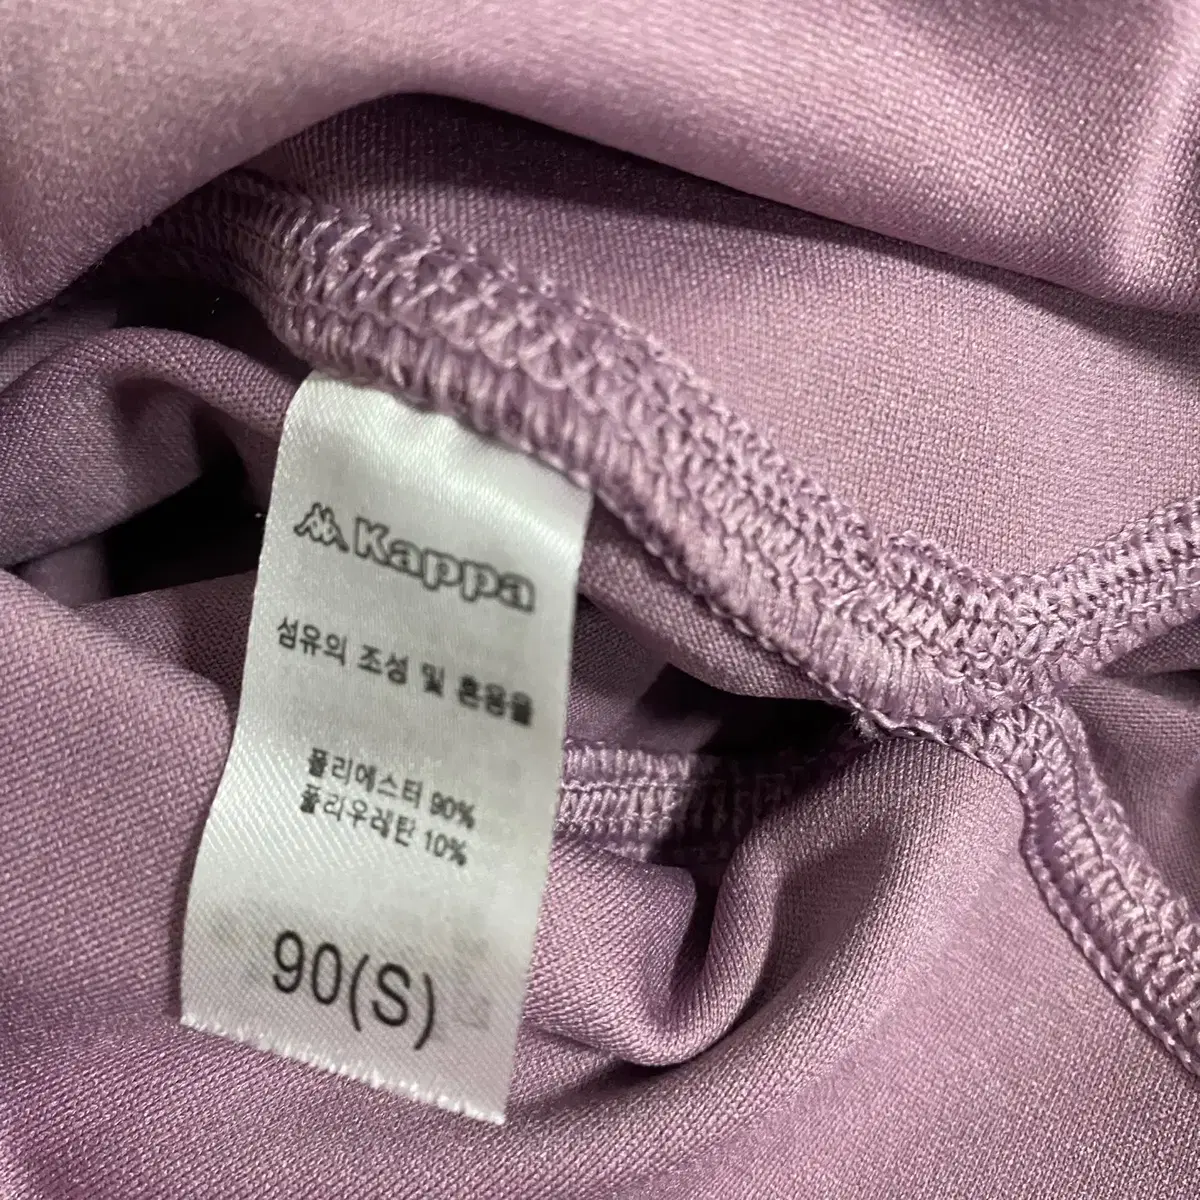 Kappa
섬유의 조성 및 혼용율
폴리에스터 90%
폴리우레탄 10%
90(S)